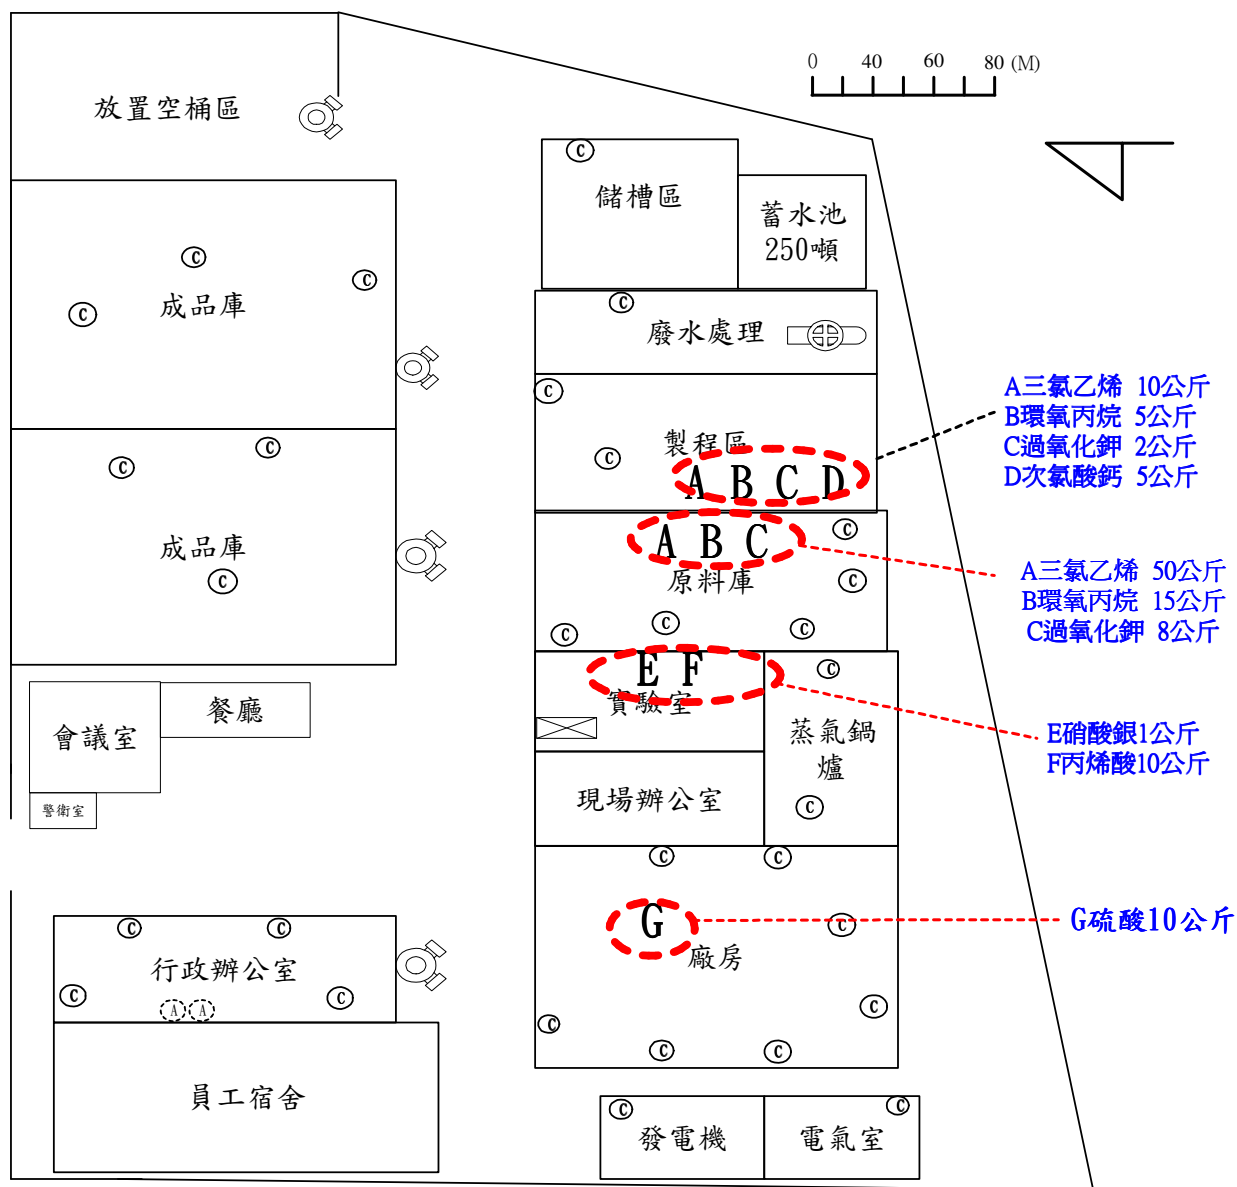 0 40 60 80 (M)
放置空桶區
C
儲槽區
蓄水池
250噸
C
C
C
成品庫
C
廢水處理
C
製程區
C
A B C D
A三氯乙烯 10公斤
B環氧丙烷 5公斤
C過氧化鉀 2公斤
D次氯酸鈣 5公斤
C
C
成品庫
C
A B C
原料庫
C
C
C
C
C
A三氯乙烯 50公斤
B環氧丙烷 15公斤
C過氧化鉀 8公斤
E F
實驗室
C
蒸氣鍋
爐
C
E硝酸銀1公斤
F丙烯酸10公斤
餐廳
會議室
警衛室
現場辦公室
C
C
G
廠房
C
C
C
C
C
G硫酸10公斤
C
C
行政辦公室
C
C
A
A
員工宿舍
C
發電機
C
電氣室